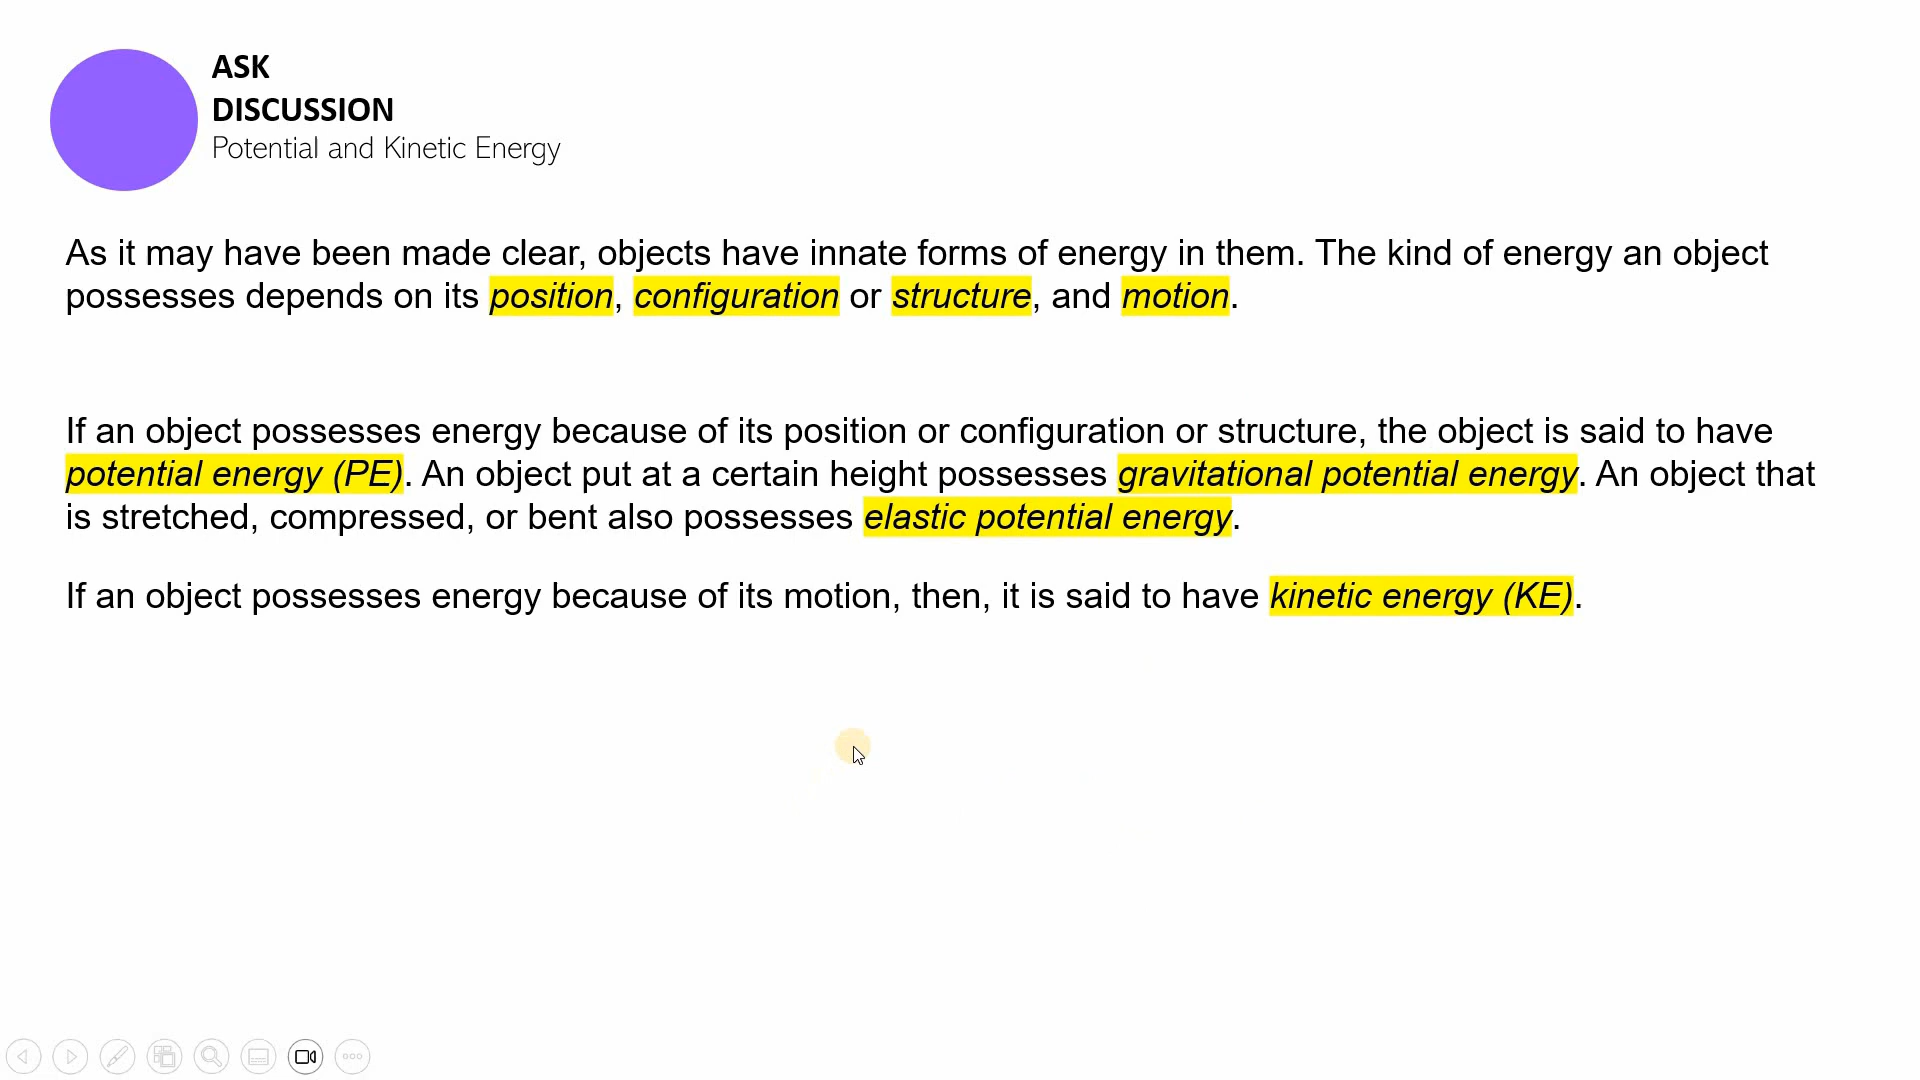 ASK
DISCUSSION
Potential and Kinetic Energy
As it may have been made clear, objects have innate forms of energy in them. The kind of energy an object
possesses depends on its position, configuration or structure, and motion.
If an object possesses energy because of its position or configuration or structure, the object is said to have
potential energy (PE). An object put at a certain height possesses gravitational potential energy. An object that
is stretched, compressed, or bent also possesses elastic potential energy.
If an object possesses energy because of its motion, then, it is said to have kinetic energy (KE).